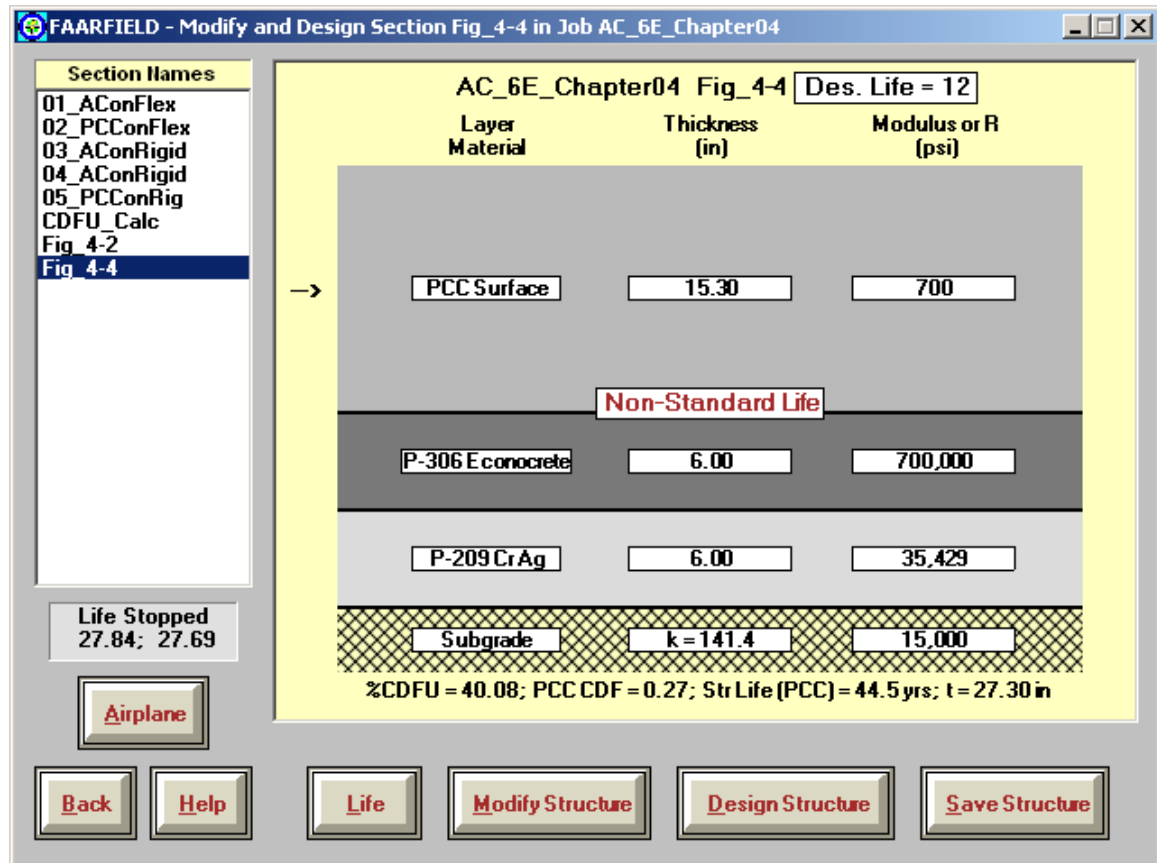 FAARFIELD - Modify and Design Section Fig_4-4 in Job AC_6E_Chapter04
Section Names
01_AConFlex
02_PCConFlex
03_AConRigid
04_AConRigid
05_PCConRig
CDFU_Calc
Fig_4-2
Fig_4-4
Life Stopped
27.84; 27.69
AC_6E_Chapter04 Fig_4-4 Des. Life = 12
Layer Material Thickness (in) Modulus or R (psi)
--> PCC Surface 15.30 700
Non-Standard Life
P-306 Econocrete 6.00 700,000
P-209 Cr Ag 6.00 35,429
Subgrade k = 141.4 15,000
%CDFU = 40.08; PCC CDF = 0.27; Str Life (PCC) = 44.5 yrs; t = 27.30 in
Airplane
Back Help Life Modify Structure Design Structure Save Structure